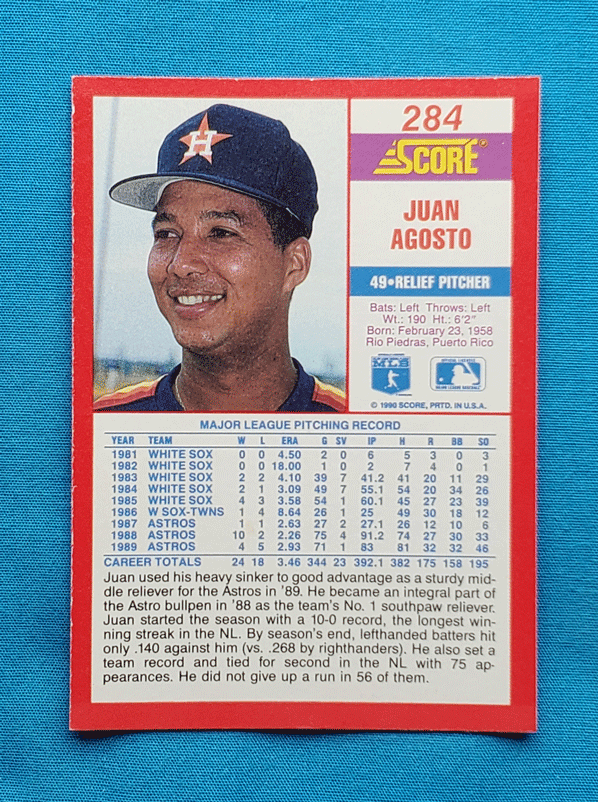 H
284
SCORE®
JUAN
AGOSTO
49•RELIEF PITCHER
Bats: Left Throws: Left
Wt.: 190 Ht.: 6'2"
Born: February 23, 1958
Rio Piedras, Puerto Rico
MLB
MAJOR LEAGUE BASEBALL
© 1990 SCORE, PRTD. IN U.S.A.
MAJOR LEAGUE PITCHING RECORD
YEAR TEAM W L ERA G SV IP H R BB SO
1981 WHITE SOX 0 0 4.50 2 0 6 5 3 0 3
1982 WHITE SOX 0 0 18.00 1 0 2 7 4 0 1
1983 WHITE SOX 2 2 4.10 39 7 41.2 41 20 11 29
1984 WHITE SOX 2 1 3.09 49 7 55.1 54 20 34 26
1985 WHITE SOX 4 3 3.58 54 1 60.1 45 27 23 39
1986 W SOX-TWNS 1 4 8.64 26 1 25 49 30 18 12
1987 ASTROS 1 1 2.63 27 2 27.1 26 12 10 6
1988 ASTROS 10 2 2.26 75 4 91.2 74 27 30 33
1989 ASTROS 4 5 2.93 71 1 83 81 32 32 46
CAREER TOTALS 24 18 3.46 344 23 392.1 382 175 158 195
Juan used his heavy sinker to good advantage as a sturdy mid-
dle reliever for the Astros in '89. He became an integral part of
the Astro bullpen in '88 as the team's No. 1 southpaw reliever.
Juan started the season with a 10-0 record, the longest win-
ning streak in the NL. By season's end, lefthanded batters hit
only .140 against him (vs. .268 by righthanders). He also set a
team record and tied for second in the NL with 75 ap-
pearances. He did not give up a run in 56 of them.